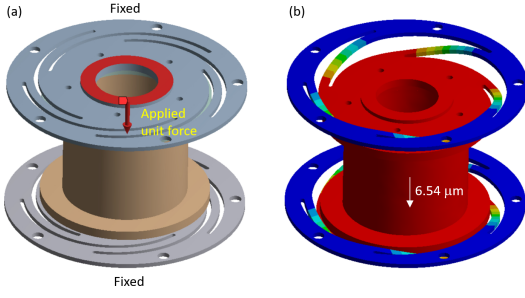 (a)
Fixed
Applied
unit force
Fixed
(b)
6.54 μm